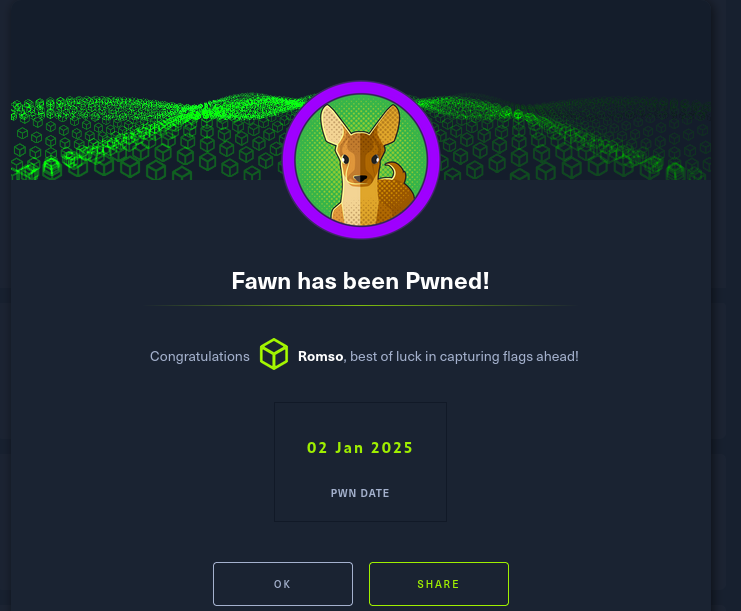 Fawn has been Pwned!
Congratulations Romso, best of luck in capturing flags ahead!
02 Jan 2025
PWN DATE
OK SHARE